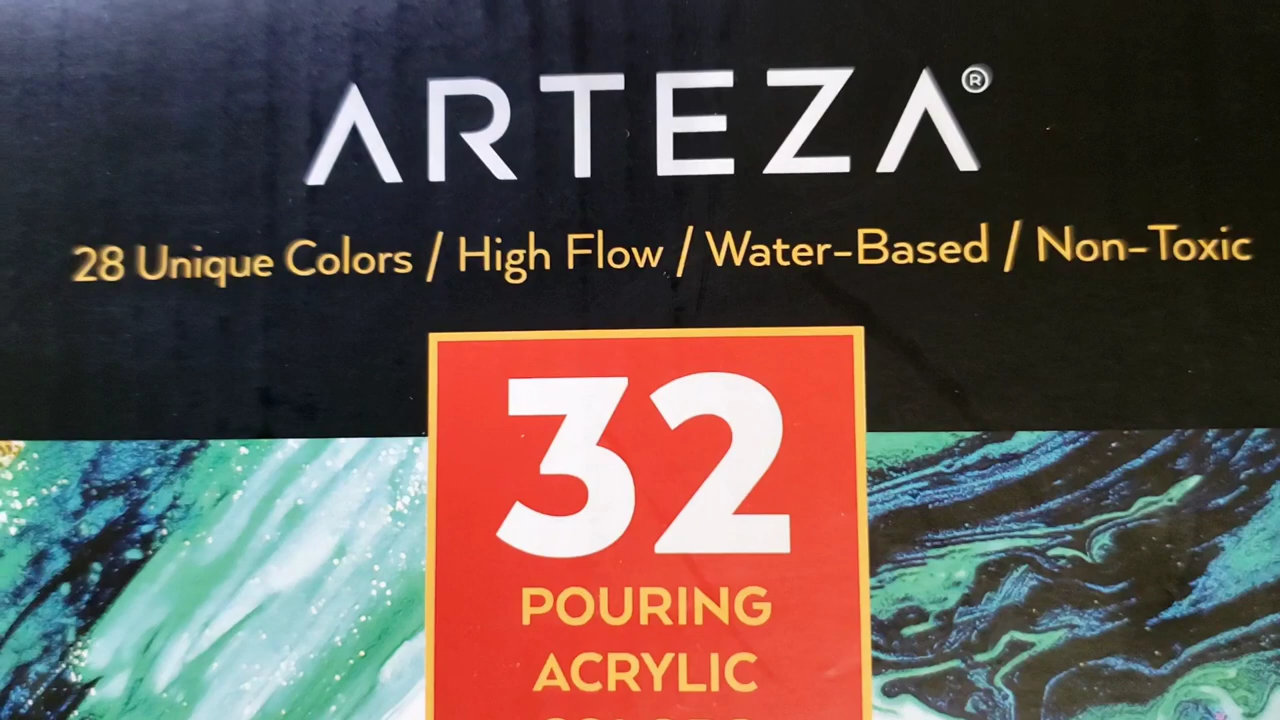 ARTEZA®
28 Unique Colors / High Flow / Water-Based / Non-Toxic
32
POURING
ACRYLIC